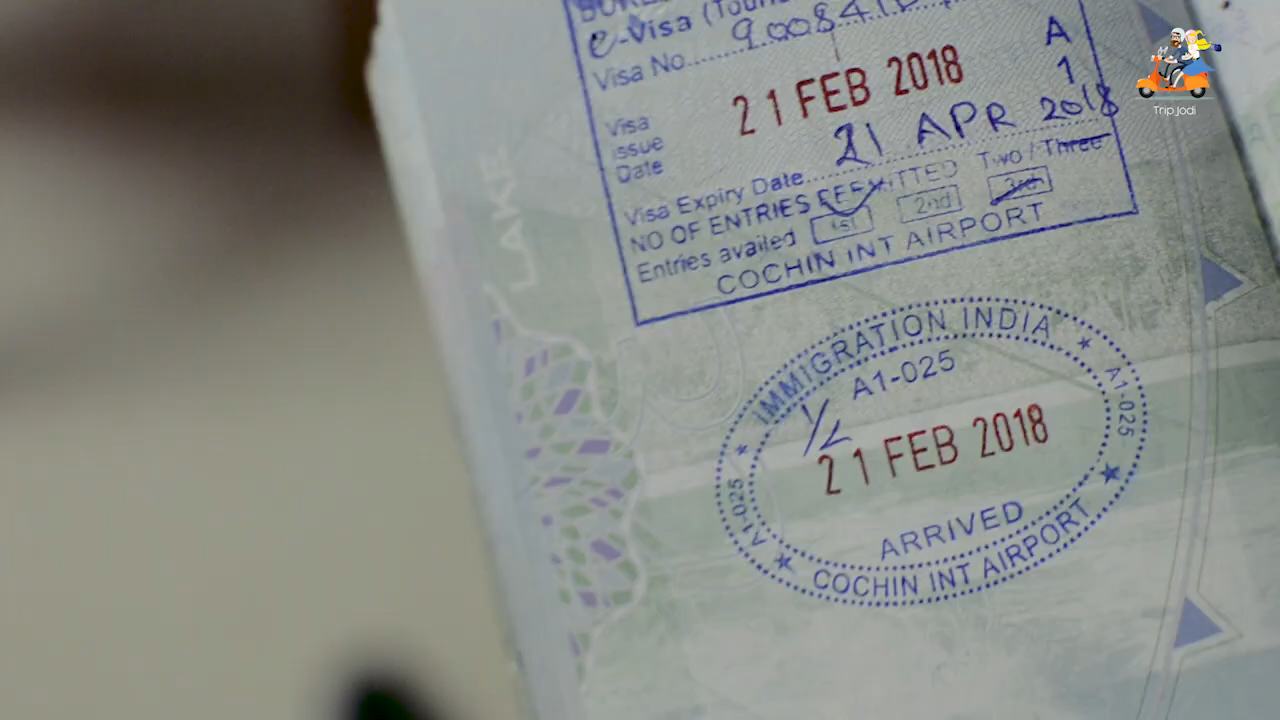 e-Visa
Visa No.
A
1
Visa
Issue
Date
21 FEB 2018
Visa Expiry Date 21 APR 2018
NO OF ENTRIES Two / Three
Entries availed 1st 2nd 3rd
COCHIN INT AIRPORT
IMMIGRATION INDIA
A1-025
A1-025
A1-025
1/2
21 FEB 2018
ARRIVED
COCHIN INT AIRPORT
LAKE
Trip Jodi